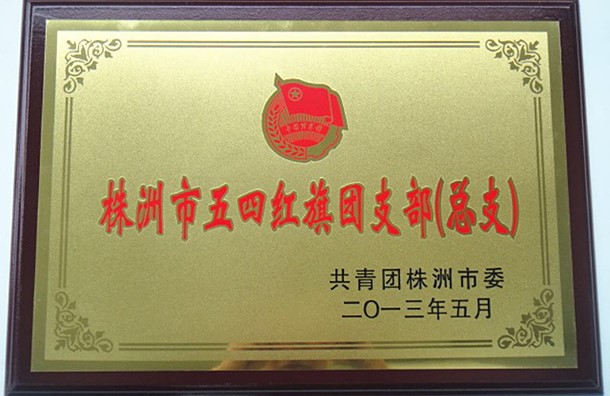 株洲市五四红旗团支部(总支)
共青团株洲市委
二〇一三年五月